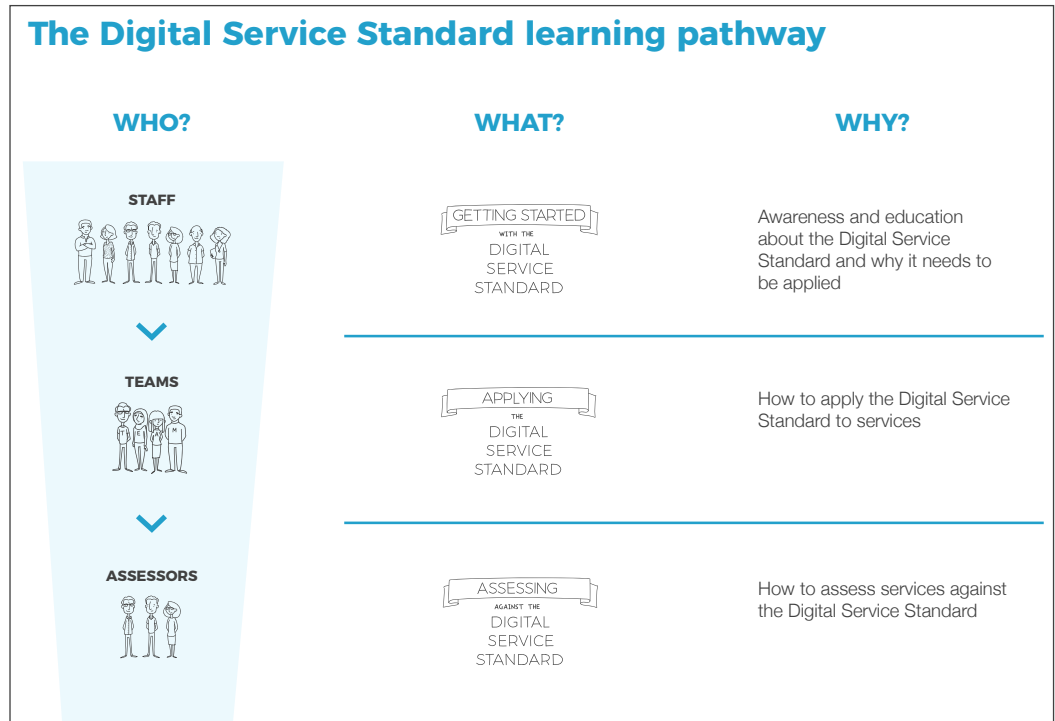 The Digital Service Standard learning pathway
WHO?
WHAT?
WHY?
STAFF
GETTING STARTED
WITH THE
DIGITAL
SERVICE
STANDARD
Awareness and education
about the Digital Service
Standard and why it needs to
be applied
TEAMS
T E A M
APPLYING
THE
DIGITAL
SERVICE
STANDARD
How to apply the Digital Service
Standard to services
ASSESSORS
ASSESSING
AGAINST THE
DIGITAL
SERVICE
STANDARD
How to assess services against
the Digital Service Standard